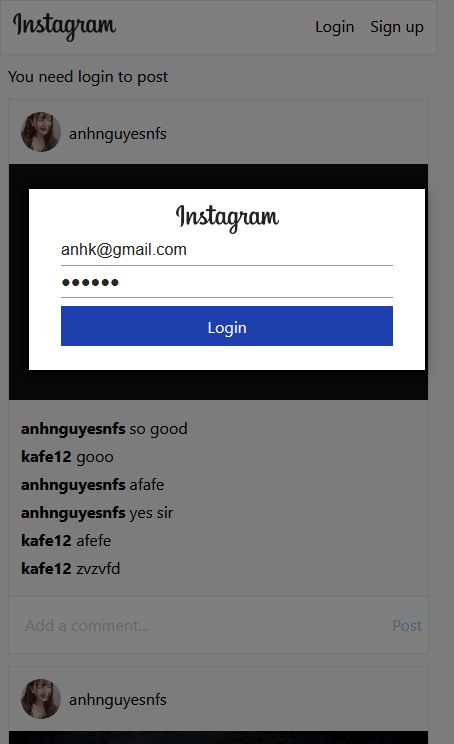 Instagram Login Sign up
You need login to post
anhnguyesnfs
Instagram
anhk@gmail.com
●●●●●●
Login
anhnguyesnfs so good
kafe12 gooo
anhnguyesnfs afafe
anhnguyesnfs yes sir
kafe12 afefe
kafe12 zvzvfd
Add a comment... Post
anhnguyesnfs